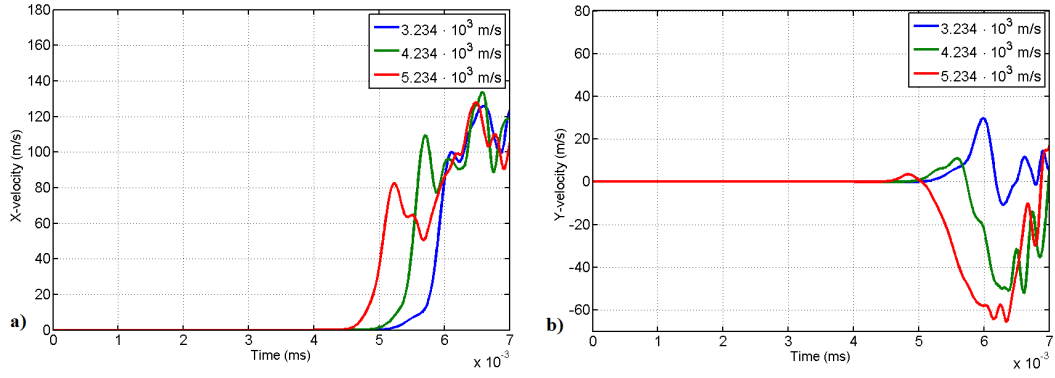 180
160
140
120
100
80
60
40
20
0
X-velocity (m/s)
3.234 · 10³ m/s
4.234 · 10³ m/s
5.234 · 10³ m/s
a)
0 1 2 3 4 5 6 7
Time (ms)
x 10⁻³
80
60
40
20
0
-20
-40
-60
Y-velocity (m/s)
3.234 · 10³ m/s
4.234 · 10³ m/s
5.234 · 10³ m/s
b)
0 1 2 3 4 5 6 7
Time (ms)
x 10⁻³